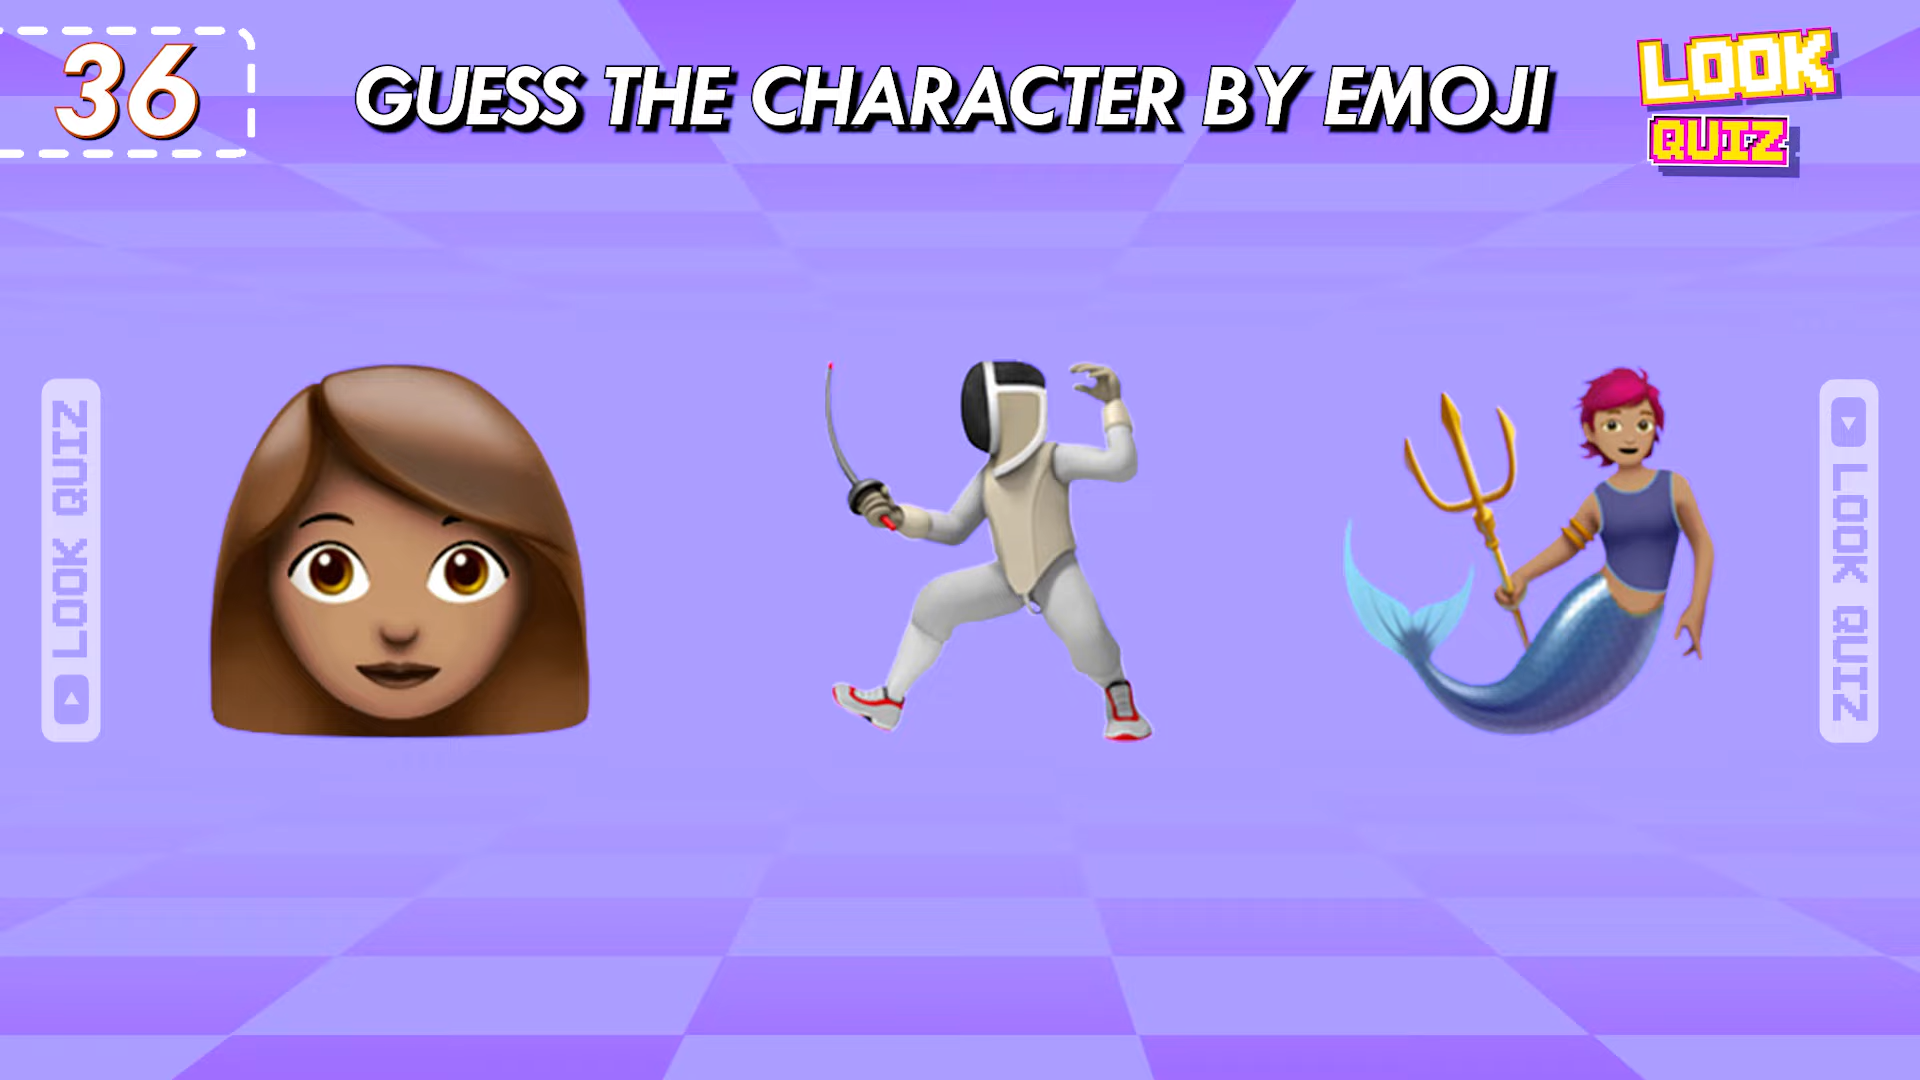 36
GUESS THE CHARACTER BY EMOJI
LOOK
QUIZ
LOOK QUIZ
LOOK QUIZ